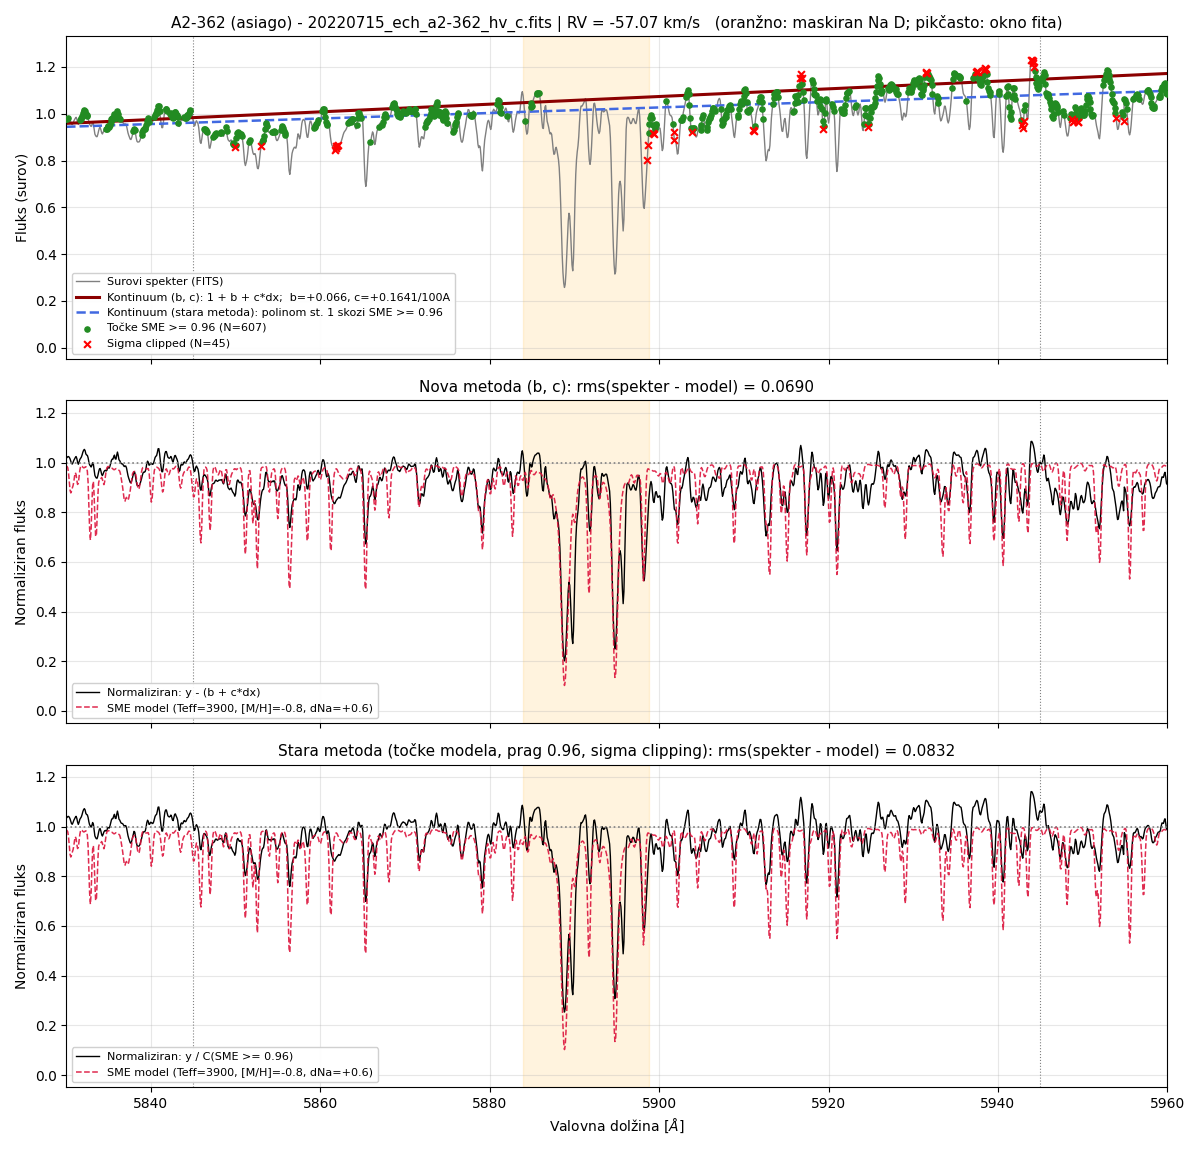 A2-362 (asiago) - 20220715_ech_a2-362_hv_c.fits | RV = -57.07 km/s   (oranžno: maskiran Na D; pikčasto: okno fita)
1.2
1.0
0.8
0.6
0.4
0.2
0.0
Fluks (surov)
Surovi spekter (FITS)
Kontinuum (b, c): 1 + b + c*dx;  b=+0.066, c=+0.1641/100A
Kontinuum (stara metoda): polinom st. 1 skozi SME >= 0.96
Točke SME >= 0.96 (N=607)
Sigma clipped (N=45)
Nova metoda (b, c): rms(spekter - model) = 0.0690
1.2
1.0
0.8
0.6
0.4
0.2
0.0
Normaliziran fluks
Normaliziran: y - (b + c*dx)
SME model (Teff=3900, [M/H]=-0.8, dNa=+0.6)
Stara metoda (točke modela, prag 0.96, sigma clipping): rms(spekter - model) = 0.0832
1.2
1.0
0.8
0.6
0.4
0.2
0.0
Normaliziran fluks
Normaliziran: y / C(SME >= 0.96)
SME model (Teff=3900, [M/H]=-0.8, dNa=+0.6)
5840 5860 5880 5900 5920 5940 5960
Valovna dolžina [Å]